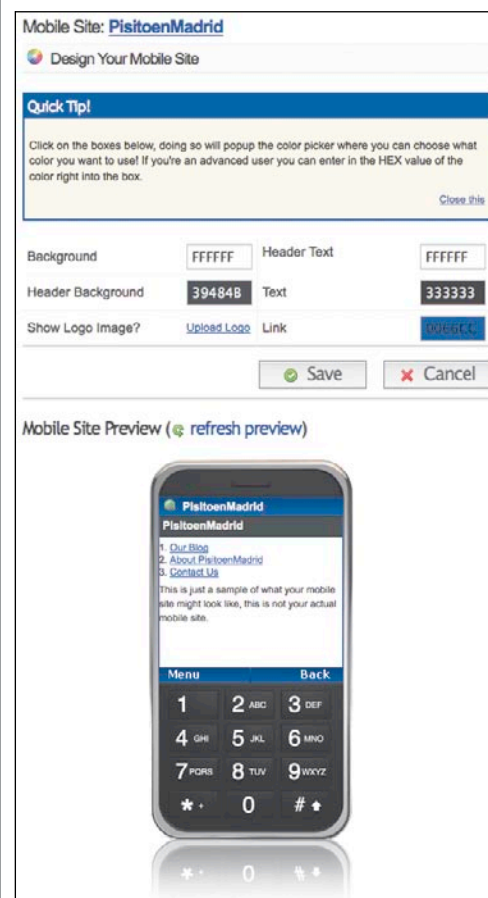 Mobile Site: PisitoenMadrid
Design Your Mobile Site
Quick Tip!
Click on the boxes below, doing so will popup the color picker where you can choose what
color you want to use! If you're an advanced user you can enter in the HEX value of the
color right into the box.
Close this
Background FFFFFF Header Text FFFFFF
Header Background 39484B Text 333333
Show Logo Image? Upload Logo Link 0066CC
Save Cancel
Mobile Site Preview (refresh preview)
PisitoenMadrid
PisitoenMadrid
1. Our Blog
2. About PisitoenMadrid
3. Contact Us
This is just a sample of what your mobile
site might look like, this is not your actual
mobile site.
Menu Back
1 2 ABC 3 DEF
4 GHI 5 JKL 6 MNO
7 PQRS 8 TUV 9 WXYZ
* + 0 #
* + 0 #